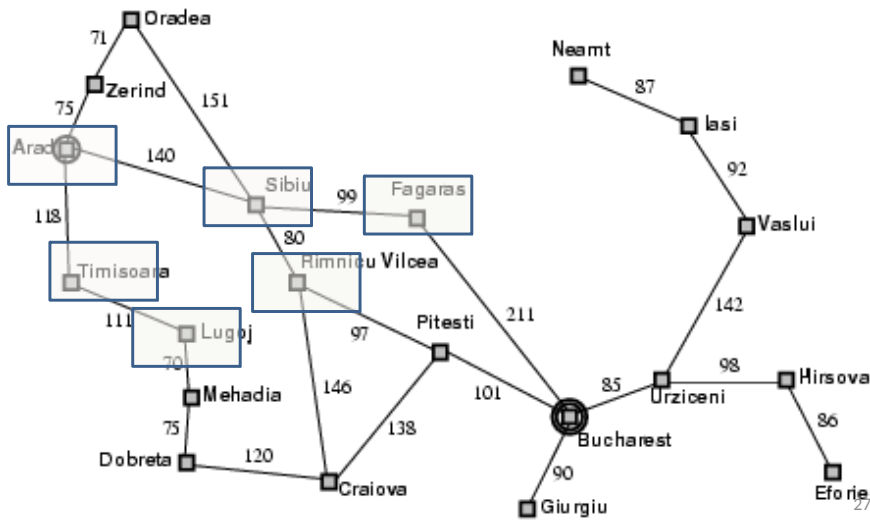 Oradea
71
Neamt
Zerind
87
75
151
Iasi
Arad
140
92
Sibiu
99
Fagaras
118
Vaslui
80
Timisoara
Rimnicu Vilcea
111
Lugoj
97
Pitesti
211
142
70
98
Mehadia
146
101
85
Urziceni
Hirsova
75
138
86
Dobreta
120
Bucharest
90
Craiova
Eforie
Giurgiu
27